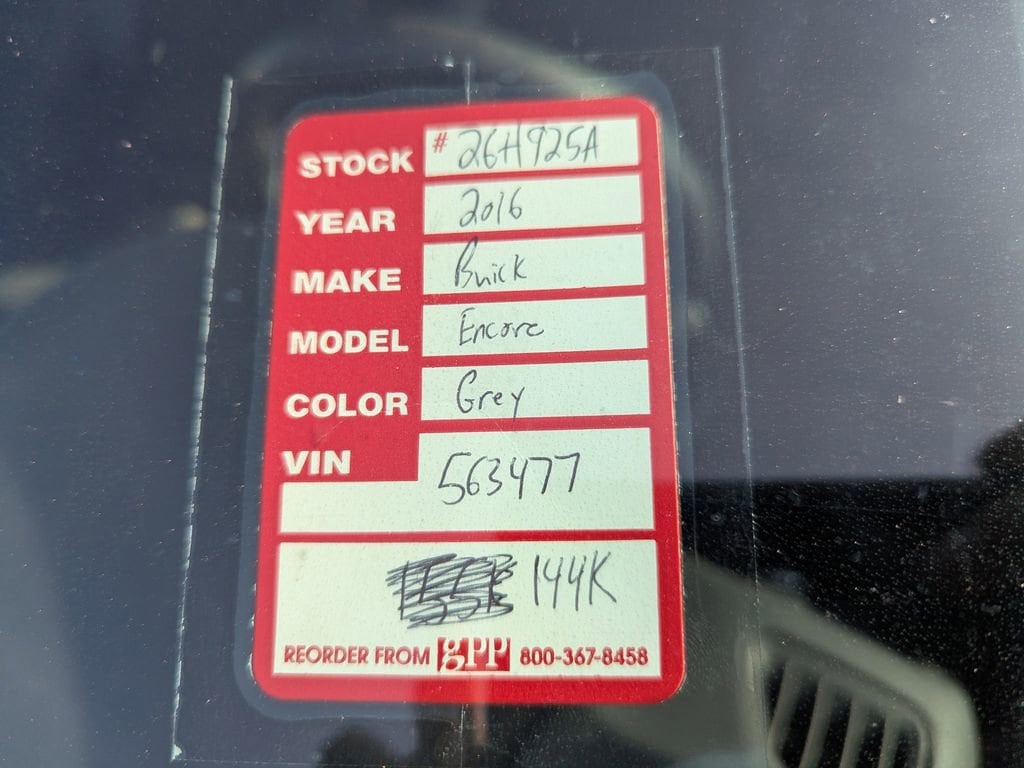 STOCK # 26H925A
YEAR 2016
MAKE Buick
MODEL Encore
COLOR Grey
VIN 563477
144K
REORDER FROM gPP 800-367-8458